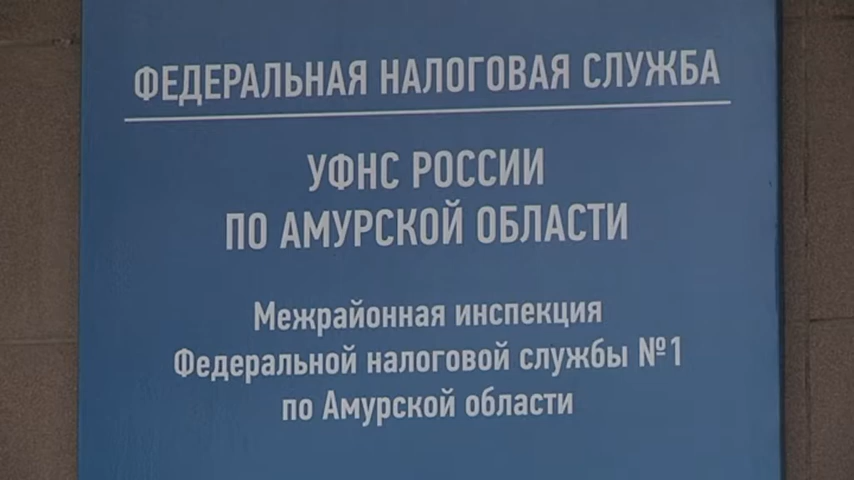 ФЕДЕРАЛЬНАЯ НАЛОГОВАЯ СЛУЖБА
УФНС РОССИИ
ПО АМУРСКОЙ ОБЛАСТИ
Межрайонная инспекция
Федеральной налоговой службы №1
по Амурской области